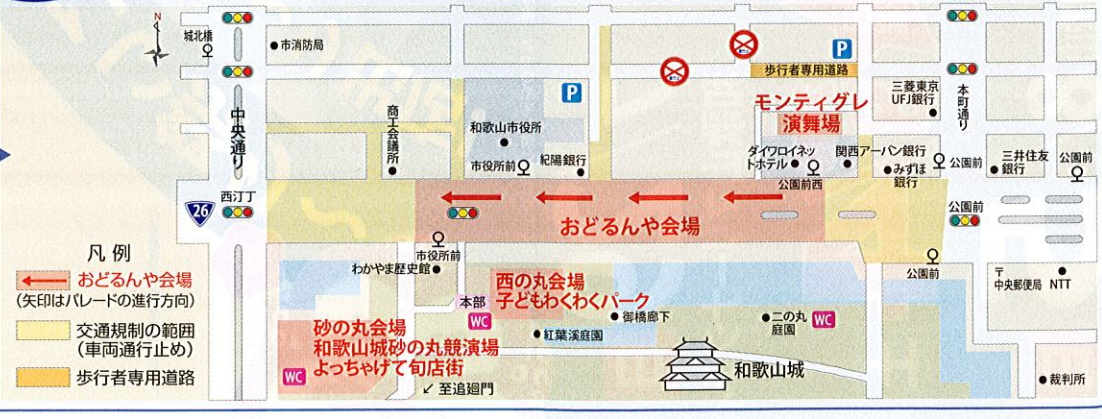 N
城北橋
市消防局
P
歩行者専用道路
三菱東京
UFJ銀行
本町通り
モンティグレ
演舞場
P
中央通り
商工会議所
和歌山市役所
市役所前
紀陽銀行
ダイワロイネッ
トホテル
関西アーバン銀行
みずほ
銀行
公園前
三井住友
銀行
公園前
公園前西
26
西汀丁
公園前
おどるんや会場
凡例
おどるんや会場
(矢印はパレードの進行方向)
交通規制の範囲
(車両通行止め)
歩行者専用道路
市役所前
わかやま歴史館
公園前
〒
中央郵便局
NTT
西の丸会場
子どもわくわくパーク
本部
WC
御橋廊下
紅葉渓庭園
二の丸
庭園
WC
砂の丸会場
和歌山城砂の丸競演場
よっちゃげて旬店街
WC
↙至追廻門
和歌山城
裁判所